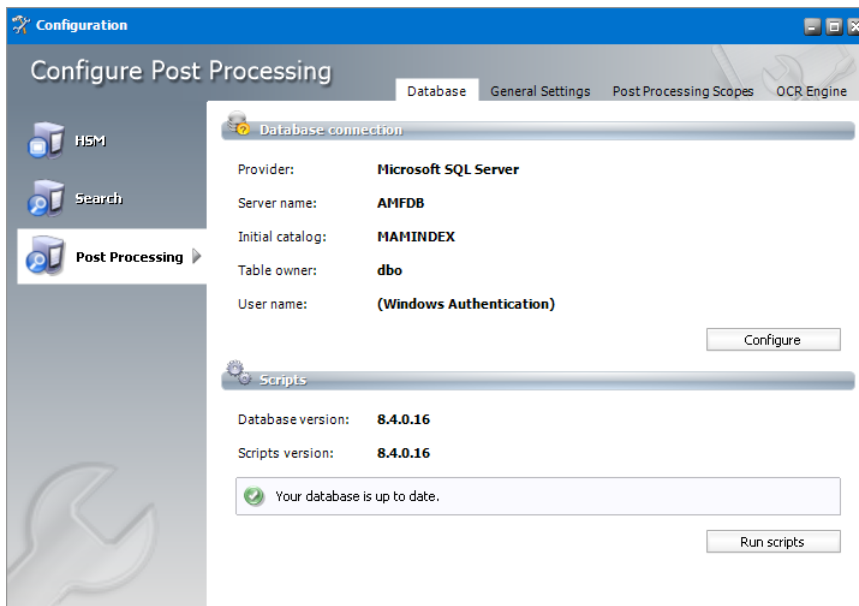 Configuration
Configure Post Processing
Database General Settings Post Processing Scopes OCR Engine
HSM
Search
Post Processing
Database connection
Provider: Microsoft SQL Server
Server name: AMFDB
Initial catalog: MAMINDEX
Table owner: dbo
User name: (Windows Authentication)
Configure
Scripts
Database version: 8.4.0.16
Scripts version: 8.4.0.16
Your database is up to date.
Run scripts